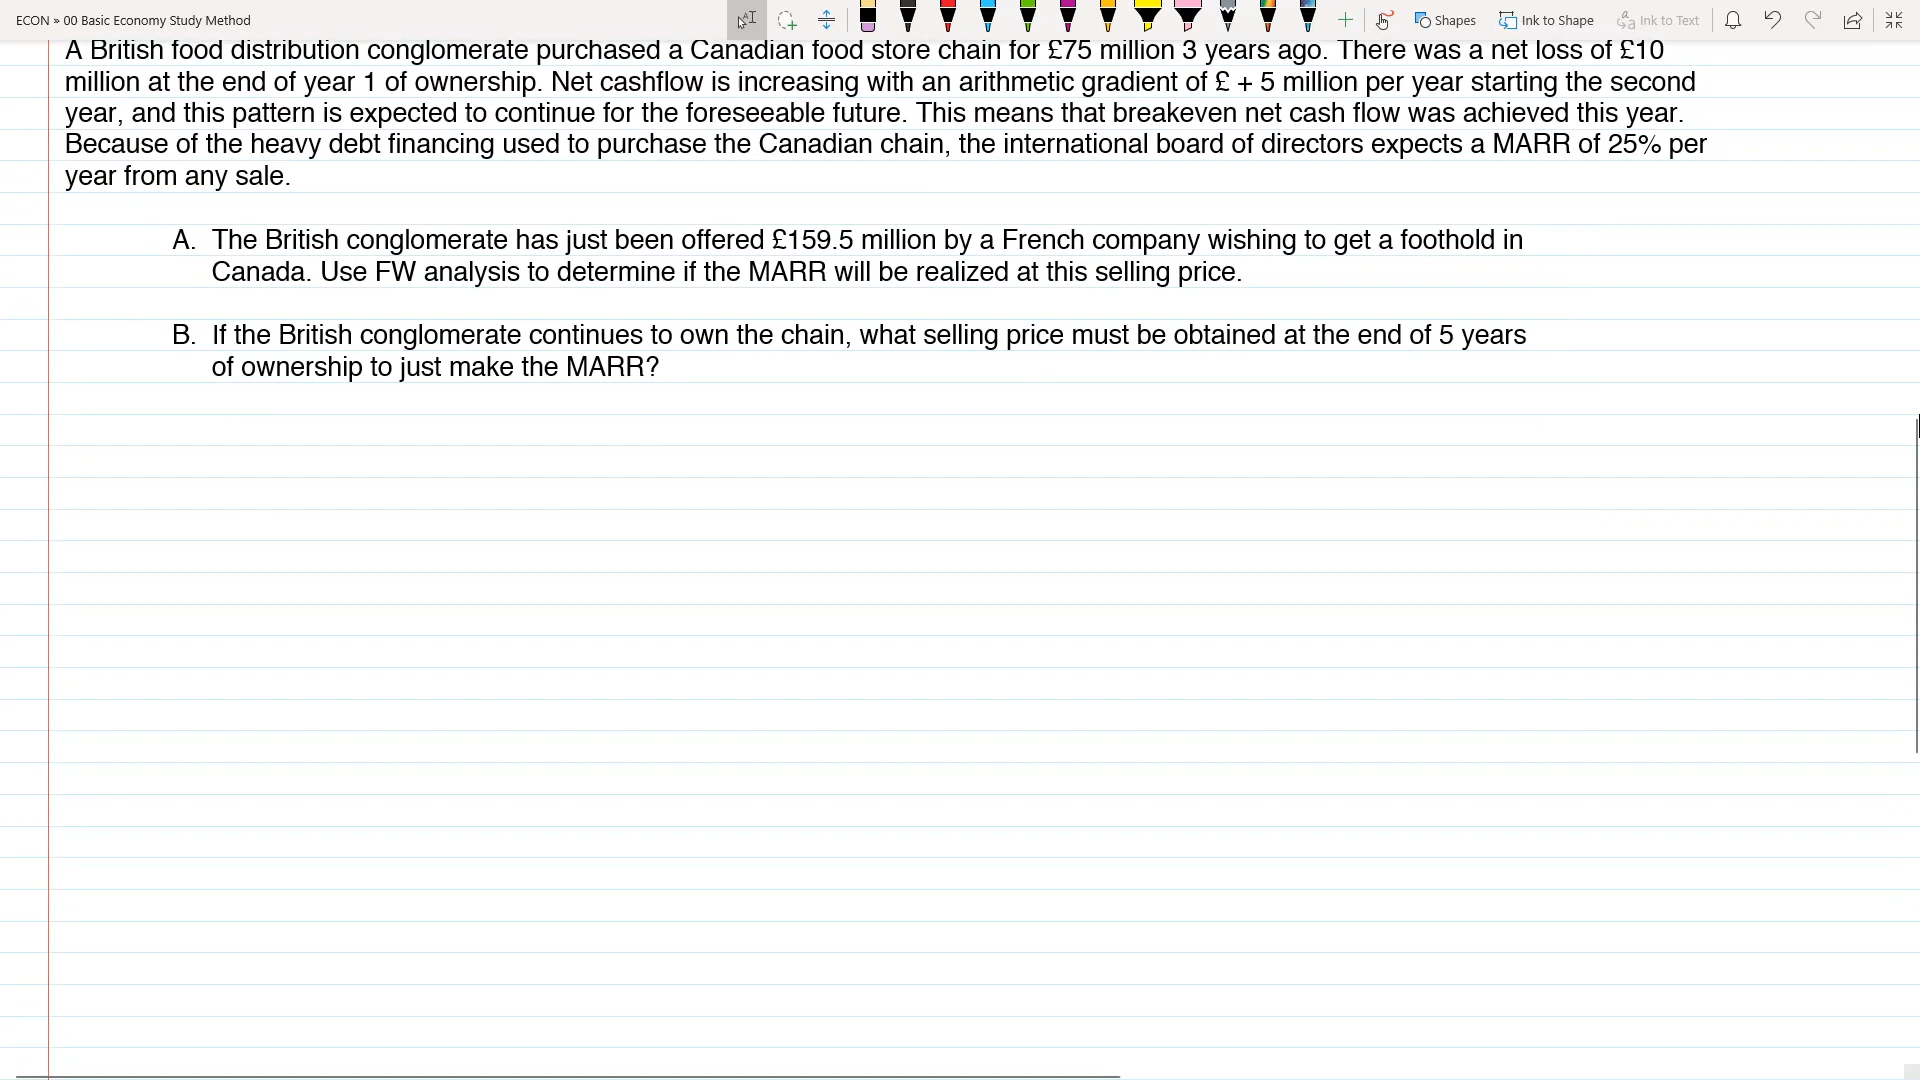 ECON » 00 Basic Economy Study Method
Shapes
Ink to Shape
Ink to Text
A British food distribution conglomerate purchased a Canadian food store chain for £75 million 3 years ago. There was a net loss of £10
million at the end of year 1 of ownership. Net cashflow is increasing with an arithmetic gradient of £ + 5 million per year starting the second
year, and this pattern is expected to continue for the foreseeable future. This means that breakeven net cash flow was achieved this year.
Because of the heavy debt financing used to purchase the Canadian chain, the international board of directors expects a MARR of 25% per
year from any sale.
A. The British conglomerate has just been offered £159.5 million by a French company wishing to get a foothold in
Canada. Use FW analysis to determine if the MARR will be realized at this selling price.
B. If the British conglomerate continues to own the chain, what selling price must be obtained at the end of 5 years
of ownership to just make the MARR?